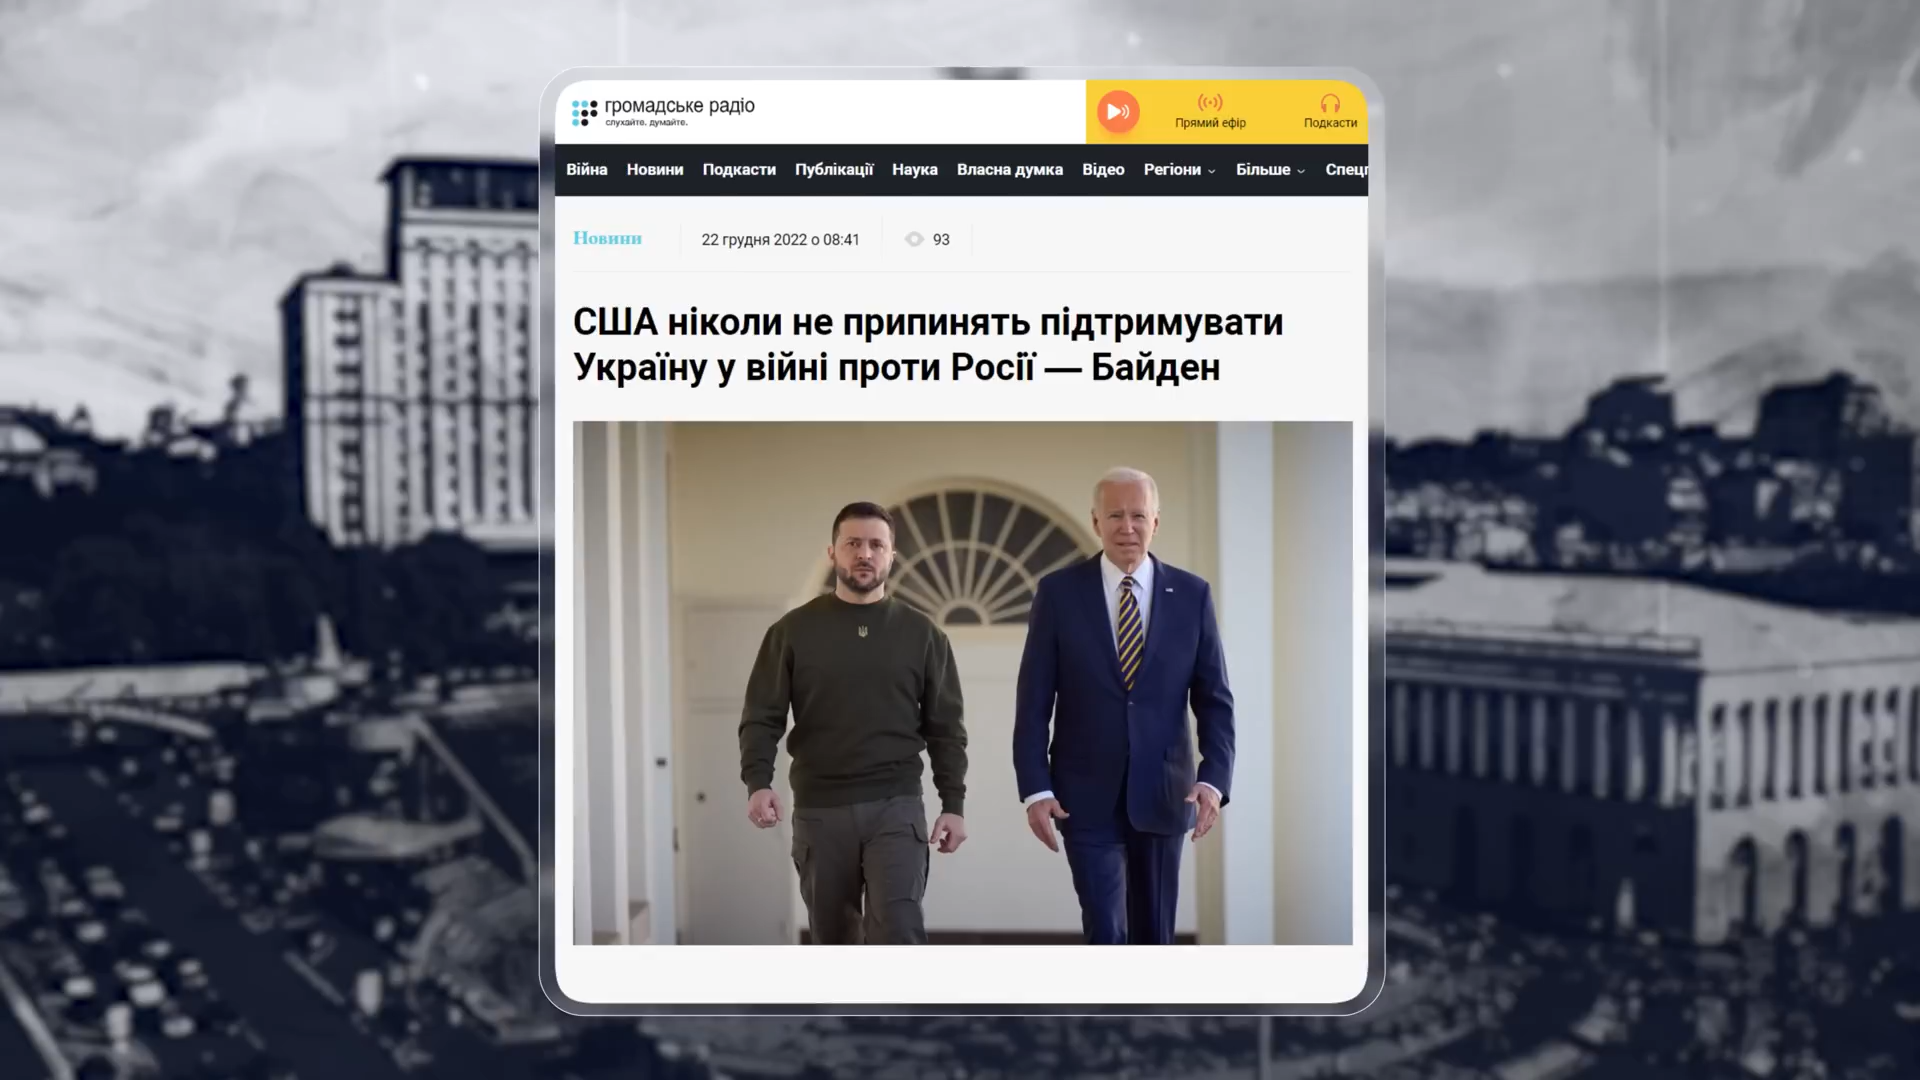 громадське радіо
слухайте. думайте.
Прямий ефір
Подкасти
Війна Новини Подкасти Публікації Наука Власна думка Відео Регіони Більше
Новини 22 грудня 2022 о 08:41 93
США ніколи не припинять підтримувати
Україну у війні проти Росії — Байден